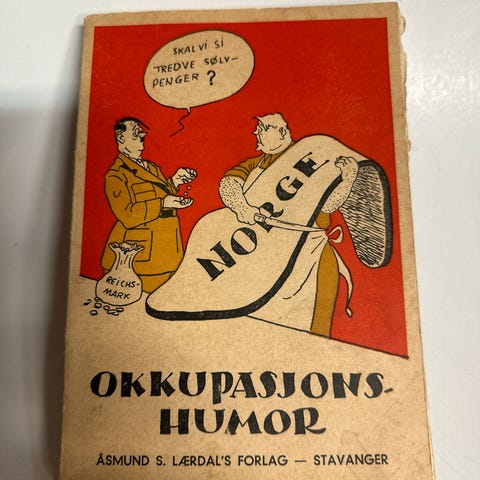 SKAL VI SI
TREDVE SØLV-
PENGER ?
NORGE
REICHS-
MARK
OKKUPASJONS-
HUMOR
ÅSMUND S. LÆRDAL'S FORLAG — STAVANGER